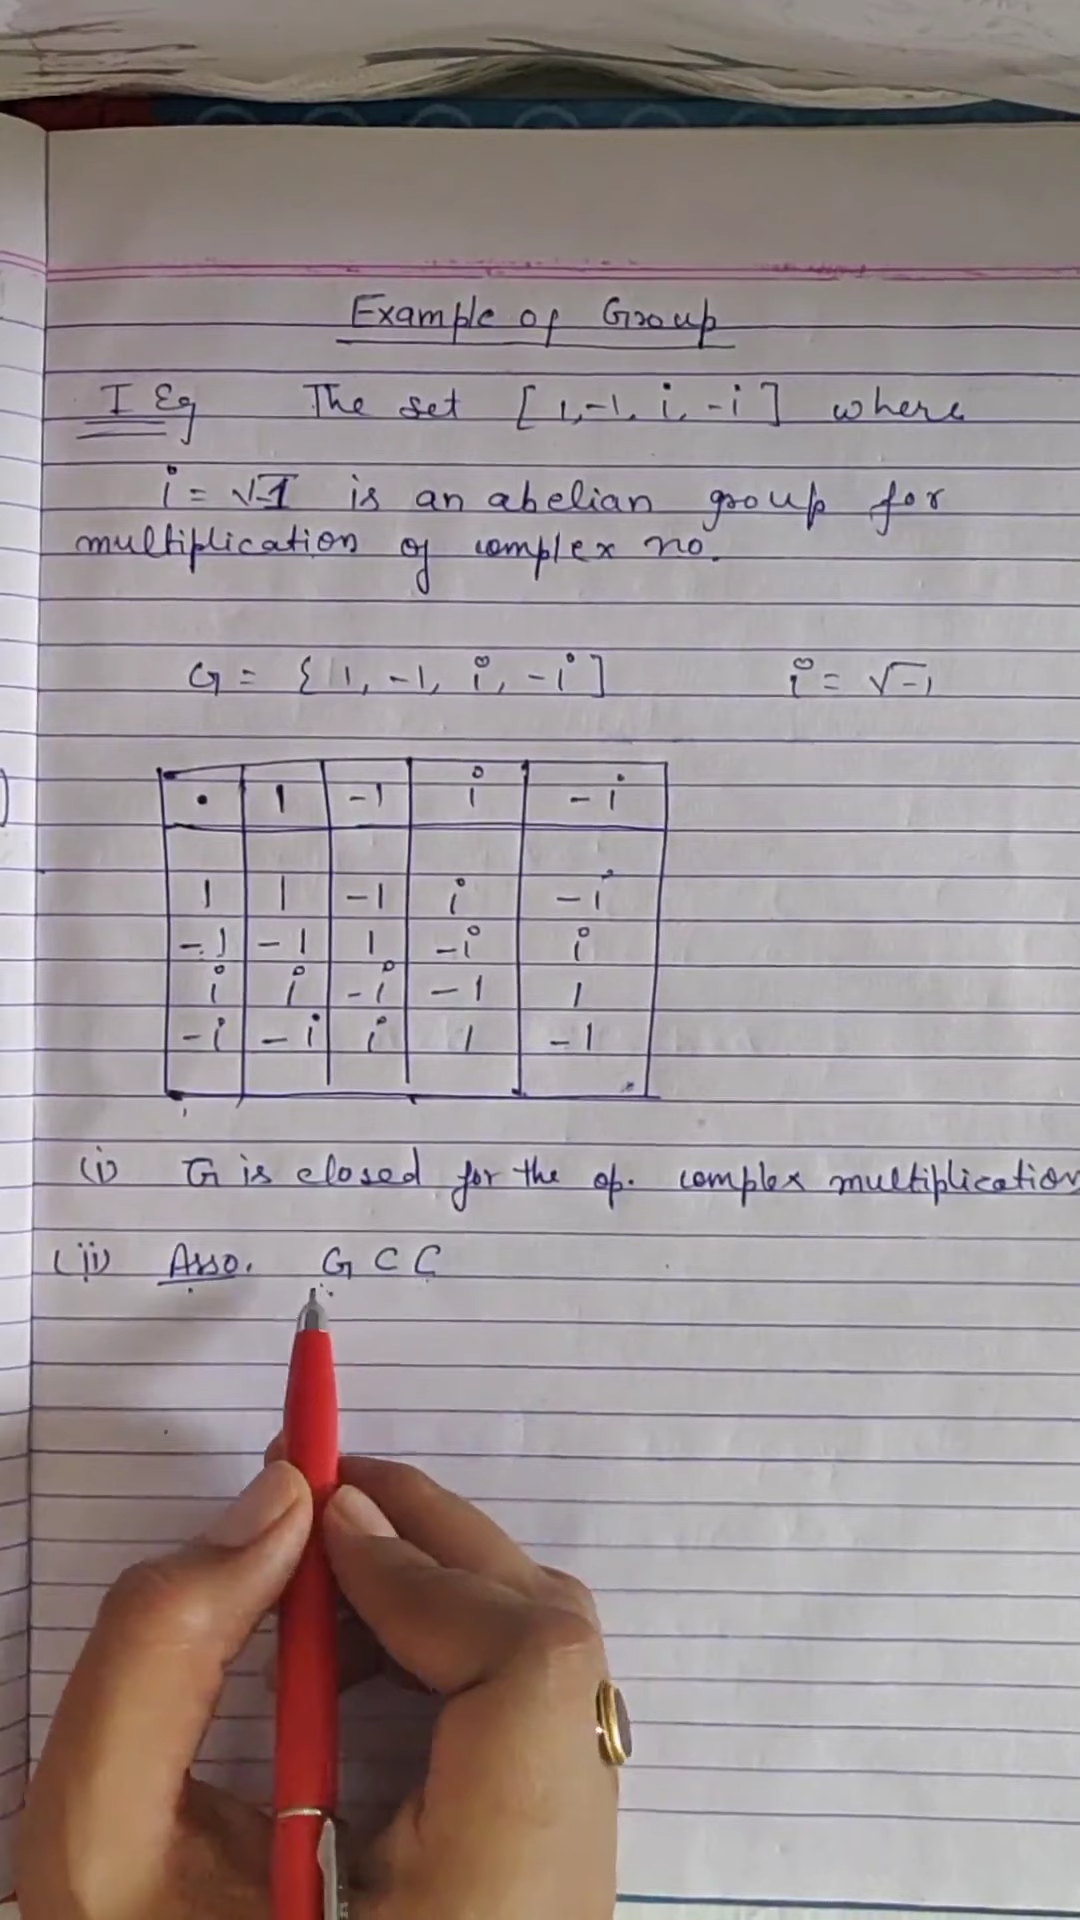 Example of Group
I Eg The set [1,-1, i, -i] where
i = √-1 is an abelian group for
multiplication of complex no.
G = {1, -1, i, -i] i = √-1
• 1 -1 i -i
1 1 -1 i -i
-1 -1 1 -i i
i i -i -1 1
-i -i i 1 -1
(i) G is closed for the op. complex multiplication
(ii) Asso. G ⊂ C